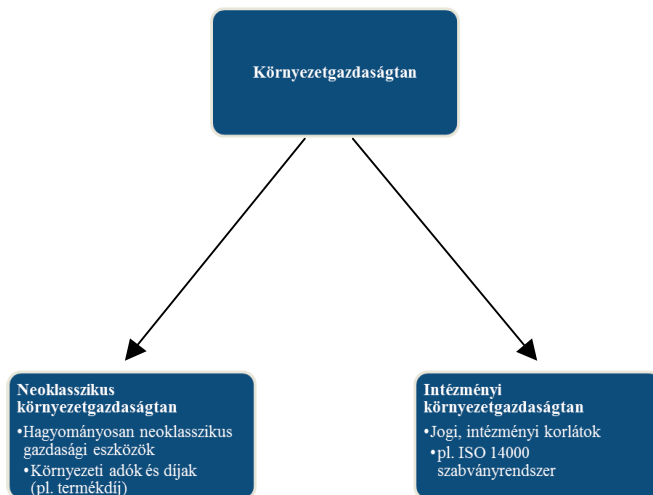 Környezetgazdaságtan
Neoklasszikus
környezetgazdaságtan
•Hagyományosan neoklasszikus
gazdasági eszközök
•Környezeti adók és díjak
(pl. termékdíj)
Intézményi
környezetgazdaságtan
•Jogi, intézményi korlátok
•pl. ISO 14000
szabványrendszer